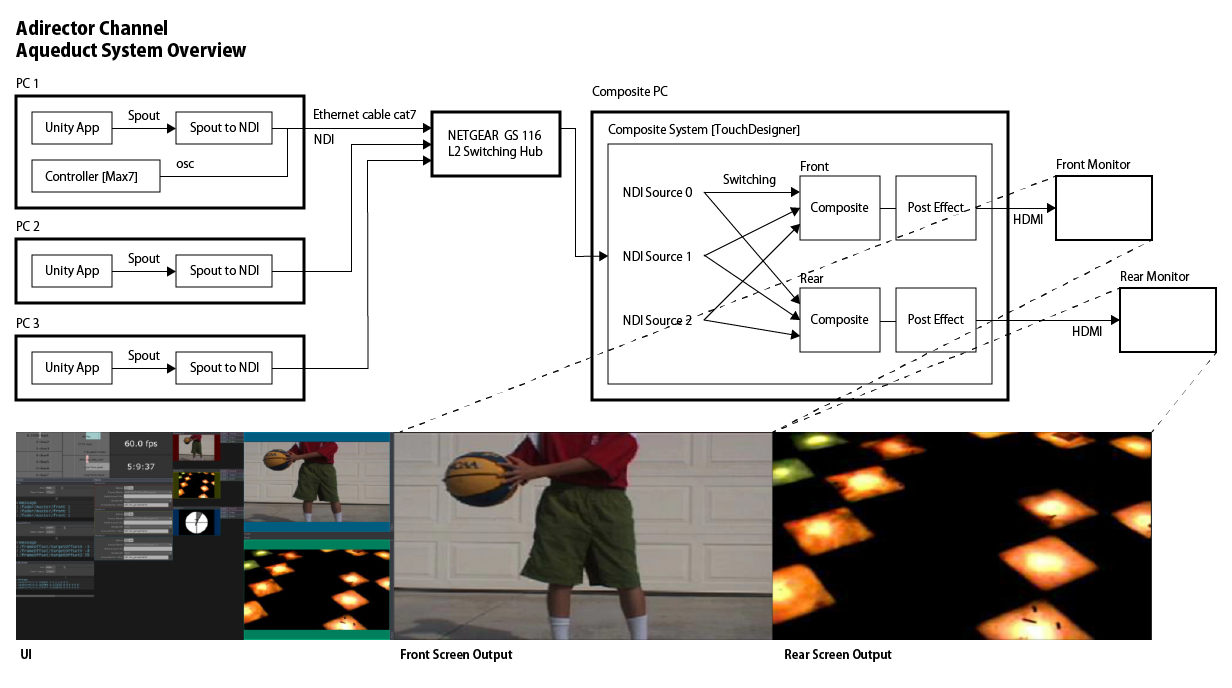 Adirector Channel
Aqueduct System Overview
PC 1
Unity App
Spout
Spout to NDI
Controller [Max7]
osc
Ethernet cable cat7
NDI
PC 2
Unity App
Spout
Spout to NDI
PC 3
Unity App
Spout
Spout to NDI
NETGEAR GS 116
L2 Switching Hub
Composite PC
Composite System [TouchDesigner]
NDI Source 0
NDI Source 1
NDI Source 2
Switching
Front
Composite
Post Effect
Rear
Composite
Post Effect
HDMI
Front Monitor
HDMI
Rear Monitor
60.0 fps
5:9:37
UI
Front Screen Output
Rear Screen Output